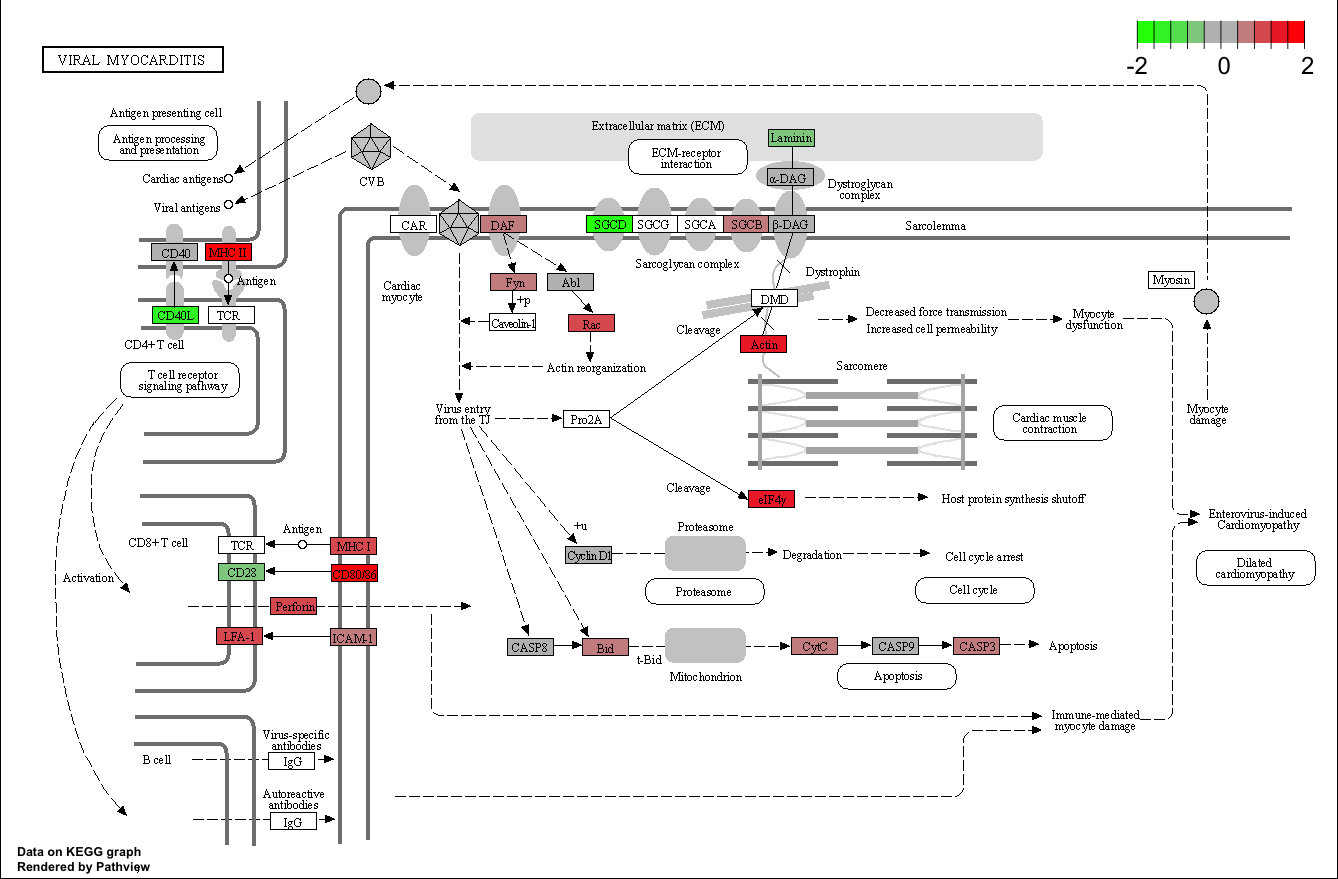 VIRAL MYOCARDITIS
-2
0
2
Antigen presenting cell
Antigen processing
and presentation
Cardiac antigens
Viral antigens
CVB
Extracellular matrix (ECM)
ECM-receptor
interaction
Laminin
α-DAG
Dystroglycan
complex
CAR
DAF
SGCD
SGCG
SGCA
SGCB
β-DAG
Sarcolemma
CD40
MHC II
Antigen
CD40L
TCR
CD4+T cell
T cell receptor
signaling pathway
Cardiac
myocyte
Sarcoglycan complex
Dystrophin
Fyn
Abl
+p
Caveolin-1
Rac
Actin reorganization
DMD
Cleavage
Actin
Decreased force transmission
Increased cell permeability
Myocyte
dysfunction
Myosin
Sarcomere
Virus entry
from the TJ
Pro2A
Cardiac muscle
contraction
Myocyte
damage
Cleavage
eIF4γ
Host protein synthesis shutoff
Enterovirus-induced
Cardiomyopathy
Dilated
cardiomyopathy
CD8+T cell
TCR
Antigen
MHC I
CD28
CD80/86
Activation
Perforin
LFA-1
ICAM-1
+u
Cyclin D1
Proteasome
Degradation
Cell cycle arrest
Proteasome
Cell cycle
CASP8
Bid
t-Bid
Mitochondrion
CytC
CASP9
CASP3
Apoptosis
Apoptosis
Immune-mediated
myocyte damage
B cell
Virus-specific
antibodies
IgG
Autoreactive
antibodies
IgG
Data on KEGG graph
Rendered by Pathview